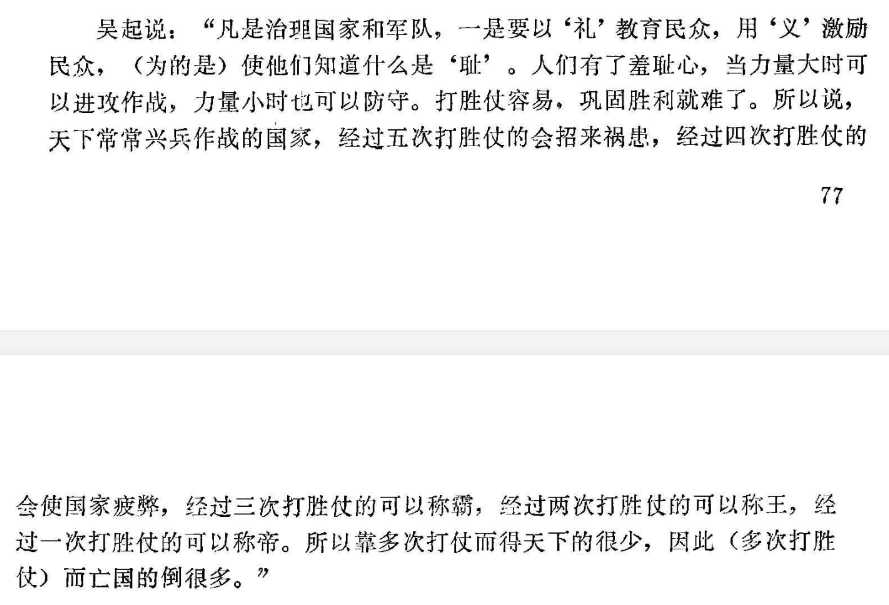 吴起说：“凡是治理国家和军队，一是要以‘礼’教育民众，用‘义’激励
民众，（为的是）使他们知道什么是‘耻’。人们有了羞耻心，当力量大时可
以进攻作战，力量小时也可以防守。打胜仗容易，巩固胜利就难了。所以说，
天下常常兴兵作战的国家，经过五次打胜仗的会招来祸患，经过四次打胜仗的
77
会使国家疲弊，经过三次打胜仗的可以称霸，经过两次打胜仗的可以称王，经
过一次打胜仗的可以称帝。所以靠多次打仗而得天下的很少，因此（多次打胜
仗）而亡国的倒很多。”